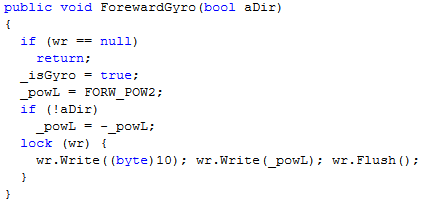 public void ForewardGyro(bool aDir)
{
  if (wr == null)
    return;
  _isGyro = true;
  _powL = FORW_POW2;
  if (!aDir)
    _powL = -_powL;
  lock (wr) {
    wr.Write((byte)10); wr.Write(_powL); wr.Flush();
  }
}